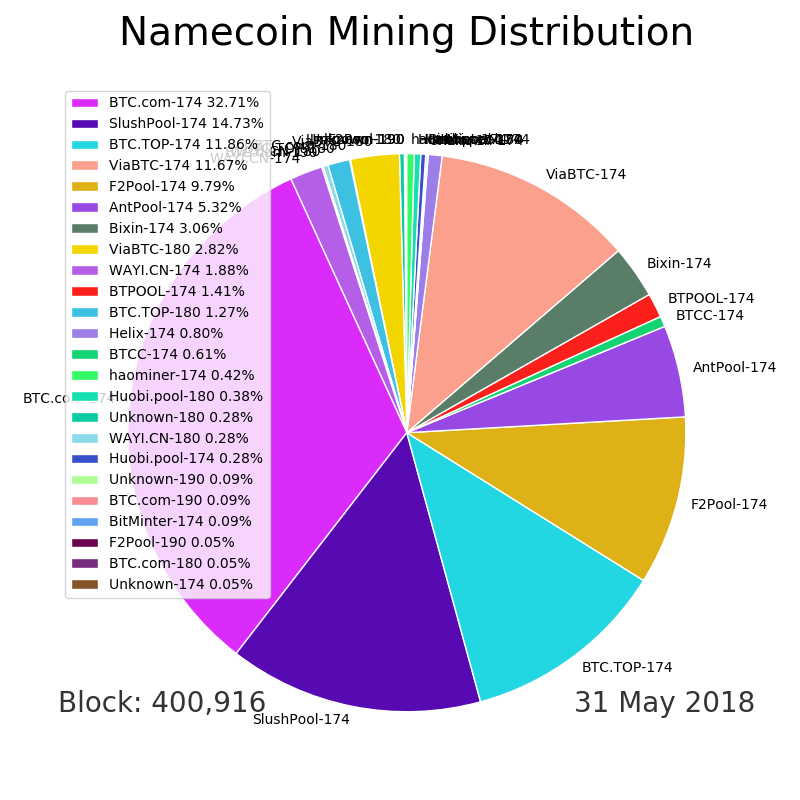 Namecoin Mining Distribution
BTC.com-174 32.71%
SlushPool-174 14.73%
BTC.TOP-174 11.86%
ViaBTC-174 11.67%
F2Pool-174 9.79%
AntPool-174 5.32%
Bixin-174 3.06%
ViaBTC-180 2.82%
WAYI.CN-174 1.88%
BTPOOL-174 1.41%
BTC.TOP-180 1.27%
Helix-174 0.80%
BTCC-174 0.61%
haominer-174 0.42%
Huobi.pool-180 0.38%
Unknown-180 0.28%
WAYI.CN-180 0.28%
Huobi.pool-174 0.28%
Unknown-190 0.09%
BTC.com-190 0.09%
BitMinter-174 0.09%
F2Pool-190 0.05%
BTC.com-180 0.05%
Unknown-174 0.05%
ViaBTC-174
Bixin-174
BTPOOL-174
BTCC-174
AntPool-174
F2Pool-174
BTC.TOP-174
SlushPool-174
Block: 400,916
31 May 2018